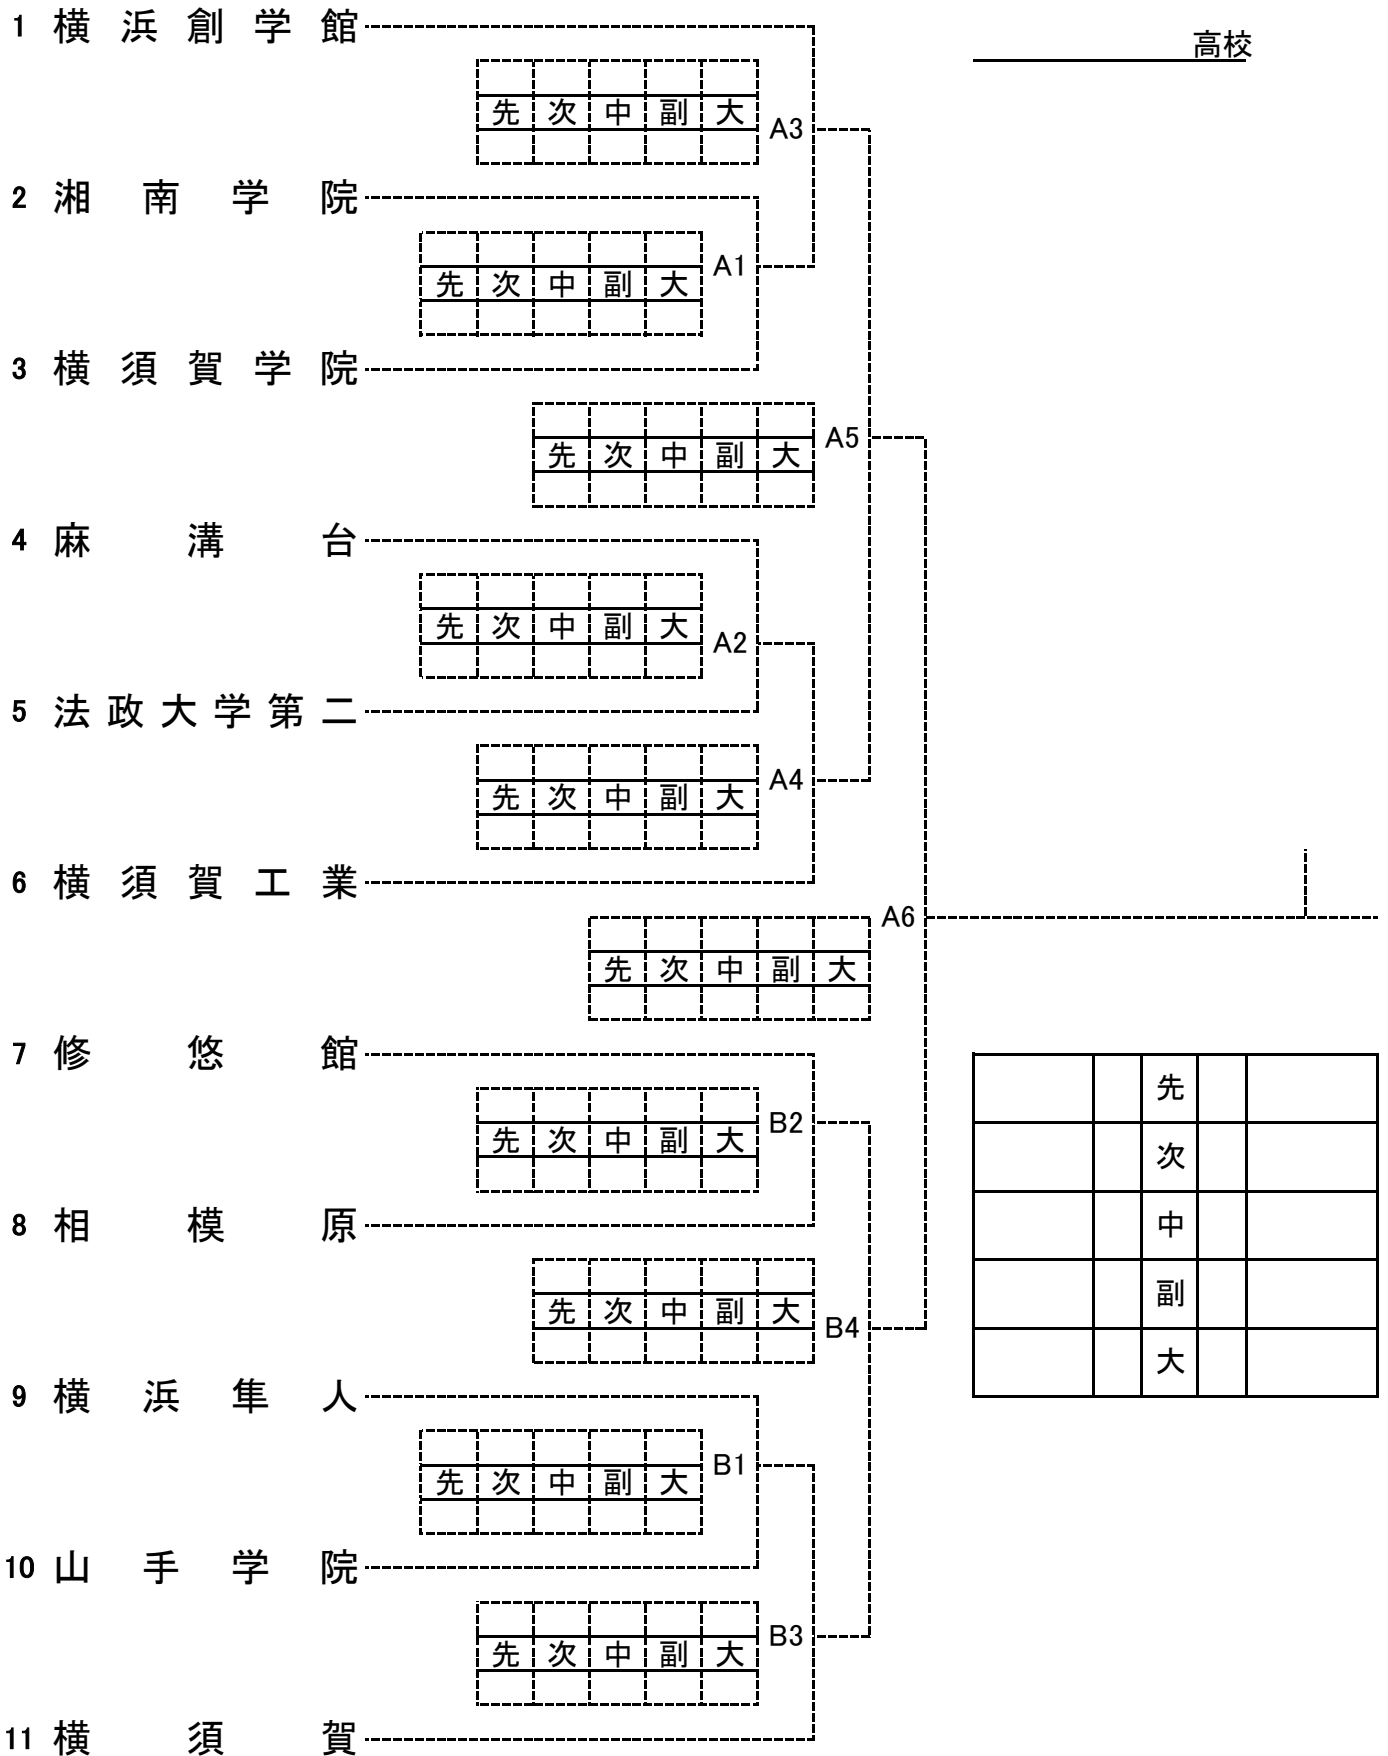 1 横浜創学館
高校
先 次 中 副 大 A3
2 湘南学院
先 次 中 副 大 A1
3 横須賀学院
先 次 中 副 大 A5
4 麻溝台
先 次 中 副 大 A2
5 法政大学第二
先 次 中 副 大 A4
6 横須賀工業
先 次 中 副 大 A6
7 修悠館
先 次 中 副 大 B2
8 相模原
先 次 中 副 大 B4
9 横浜隼人
先 次 中 副 大 B1
10 山手学院
先 次 中 副 大 B3
11 横須賀
先
次
中
副
大